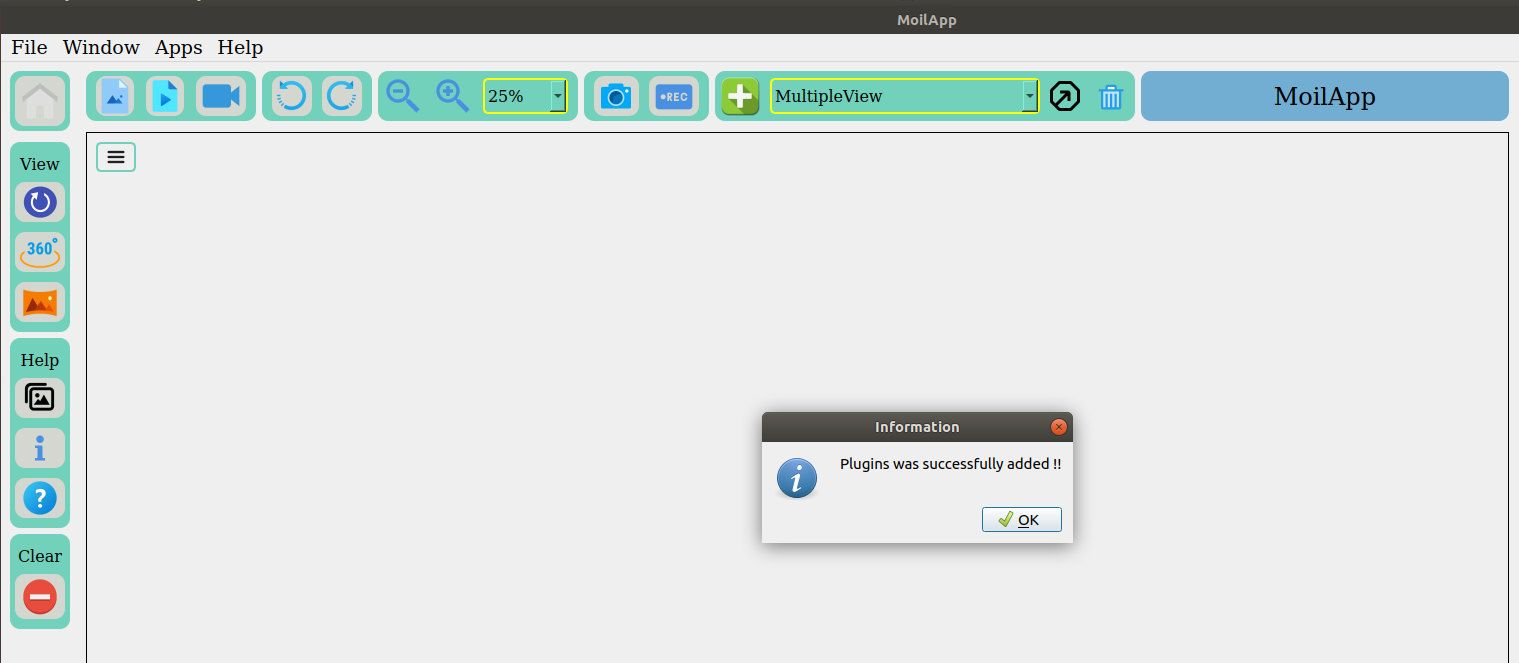 MoilApp
File Window Apps Help
25%
REC
MultipleView
MoilApp
View
360°
Help
i
?
Clear
Information
i
Plugins was successfully added !!
OK